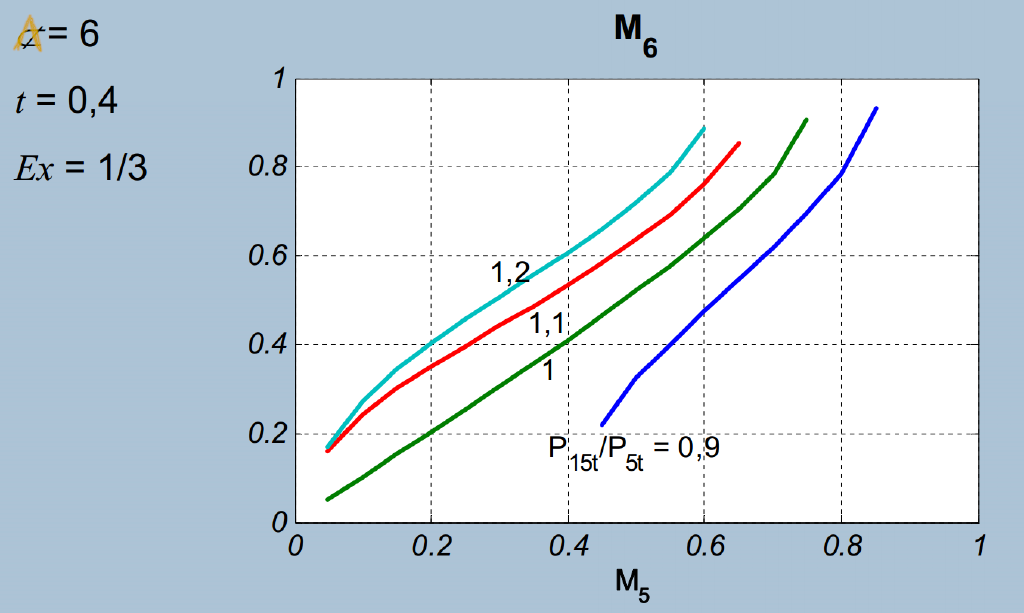 = 6
t = 0,4
Ex = 1/3
M6
1
0.8
0.6
0.4
0.2
0
1,2
1,1
1
P15t/P5t = 0,9
0 0.2 0.4 0.6 0.8 1
M5